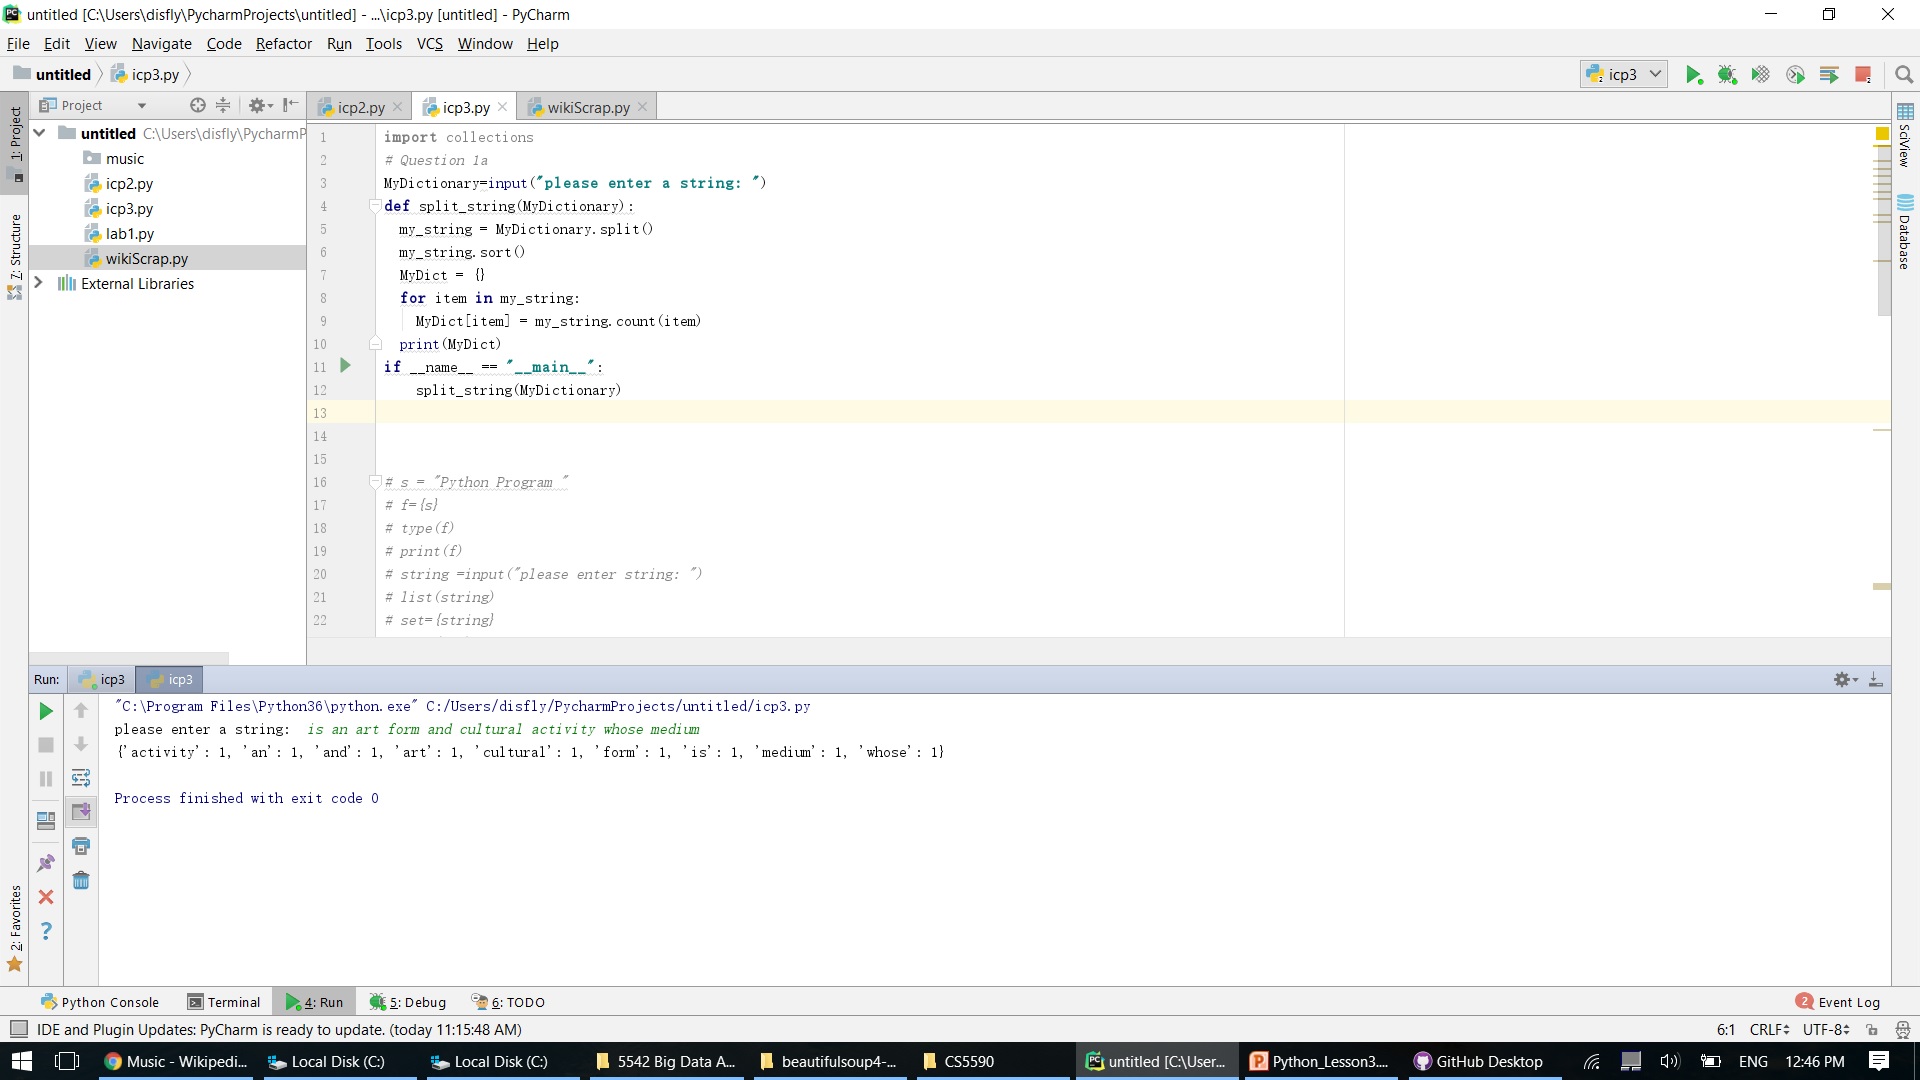 untitled [C:\Users\disfly\PycharmProjects\untitled] - ...\icp3.py [untitled] - PyCharm
File Edit View Navigate Code Refactor Run Tools VCS Window Help
untitled icp3.py icp3
1: Project
Project
icp2.py icp3.py wikiScrap.py
untitled C:\Users\disfly\PycharmP
music
icp2.py
icp3.py
lab1.py
wikiScrap.py
External Libraries
7: Structure
2: Favorites
SciView
Database
1 import collections
2 # Question 1a
3 MyDictionary=input("please enter a string: ")
4 def split_string(MyDictionary):
5 my_string = MyDictionary.split()
6 my_string.sort()
7 MyDict = {}
8 for item in my_string:
9 MyDict[item] = my_string.count(item)
10 print(MyDict)
11 if __name__ == "__main__":
12 split_string(MyDictionary)
13
14
15
16 # s = "Python Program "
17 # f={s}
18 # type(f)
19 # print(f)
20 # string =input("please enter string: ")
21 # list(string)
22 # set={string}
Run: icp3 icp3
"C:\Program Files\Python36\python.exe" C:/Users/disfly/PycharmProjects/untitled/icp3.py
please enter a string: is an art form and cultural activity whose medium
{'activity': 1, 'an': 1, 'and': 1, 'art': 1, 'cultural': 1, 'form': 1, 'is': 1, 'medium': 1, 'whose': 1}
Process finished with exit code 0
Python Console Terminal 4: Run 5: Debug 6: TODO 2 Event Log
IDE and Plugin Updates: PyCharm is ready to update. (today 11:15:48 AM) 6:1 CRLF UTF-8
Music - Wikipedi... Local Disk (C:) Local Disk (C:) 5542 Big Data A... beautifulsoup4-... CS5590 untitled [C:\User... Python_Lesson3.... GitHub Desktop ENG 12:46 PM